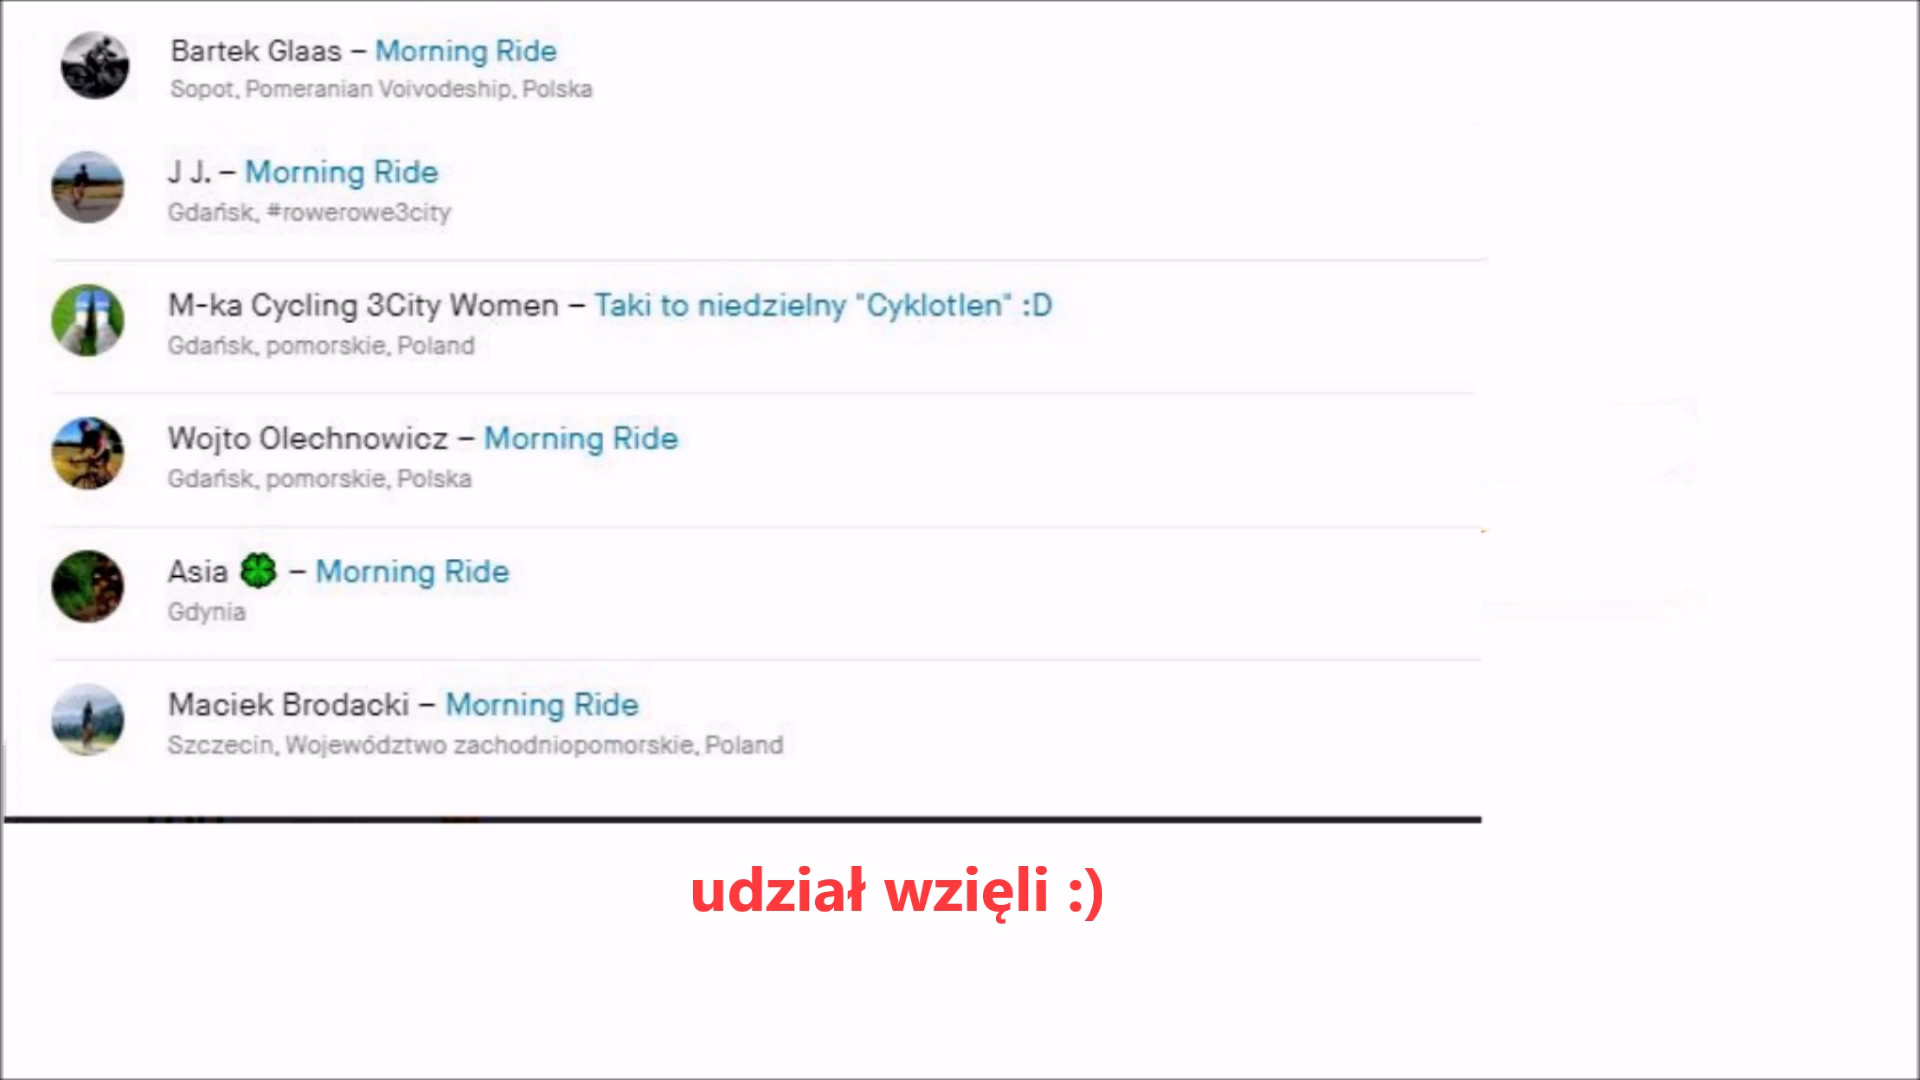 Bartek Glaas – Morning Ride
Sopot, Pomeranian Voivodeship, Polska
J J. – Morning Ride
Gdańsk, #rowerowe3city
M-ka Cycling 3City Women – Taki to niedzielny "Cyklotlen" :D
Gdańsk, pomorskie, Poland
Wojto Olechnowicz – Morning Ride
Gdańsk, pomorskie, Polska
Asia 🍀 – Morning Ride
Gdynia
Maciek Brodacki – Morning Ride
Szczecin, Województwo zachodniopomorskie, Poland
udział wzięli :)